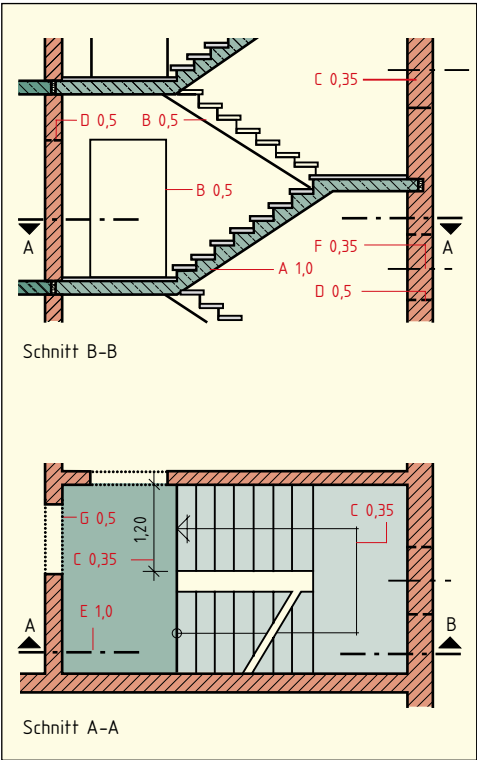 C 0,35
D 0,5 B 0,5
B 0,5
A A
F 0,35
A 1,0
D 0,5
Schnitt B-B
G 0,5
1,20
C 0,35
C 0,35
E 1,0
A B
Schnitt A-A